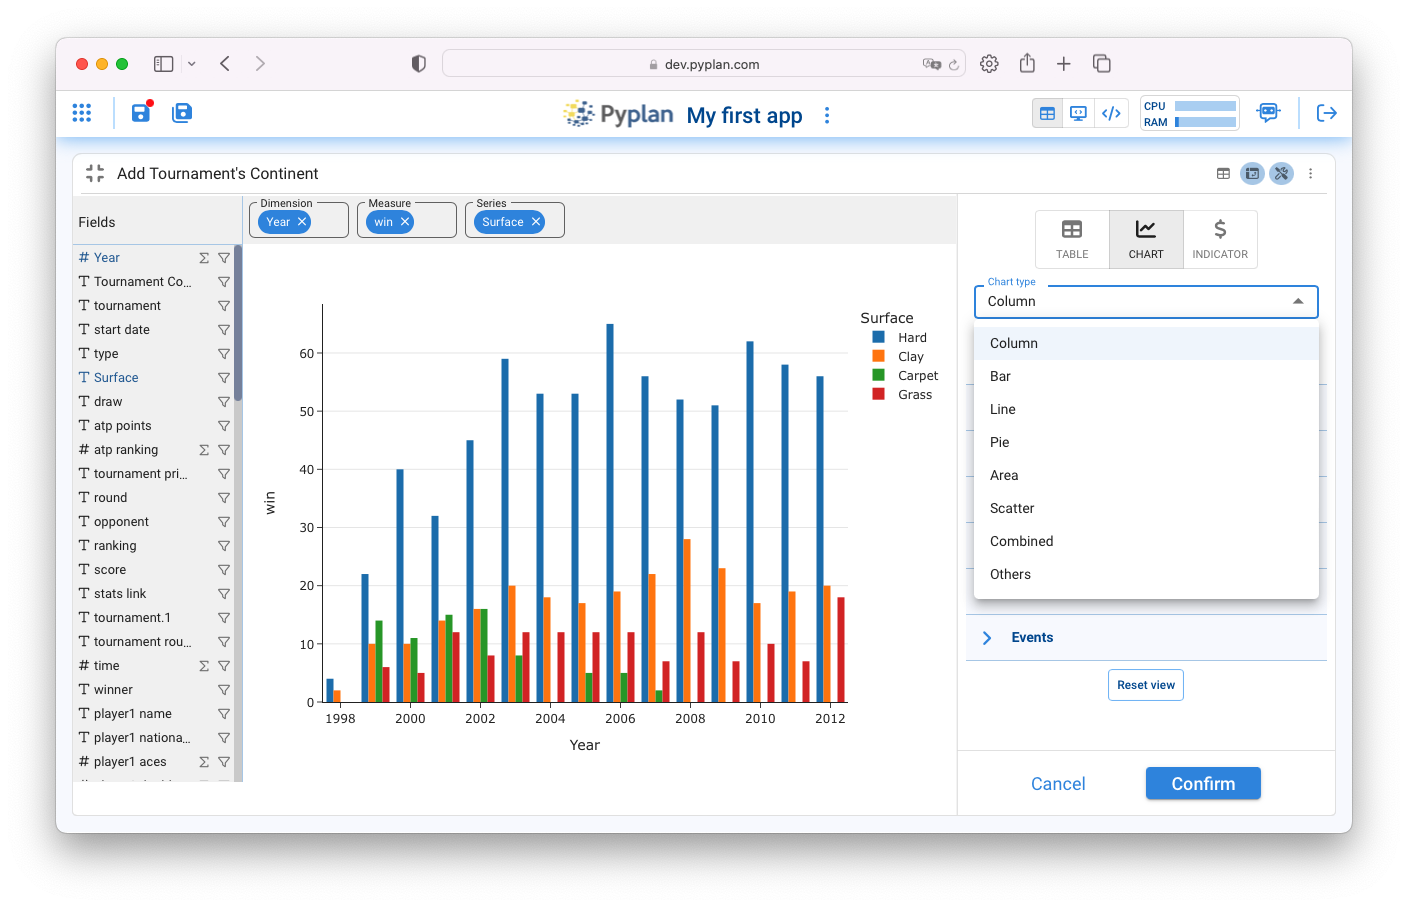 dev.pyplan.com
Pyplan
My first app
CPU
RAM
Add Tournament's Continent
Fields
Dimension
Year
Measure
win
Series
Surface
# Year
T Tournament Co...
T tournament
T start date
T type
T Surface
T draw
T atp points
# atp ranking
T tournament pri...
T round
T opponent
T ranking
T score
T stats link
T tournament.1
T tournament rou...
# time
T winner
T player1 name
T player1 nationa...
# player1 aces
win
60
50
40
30
20
10
0
1998 2000 2002 2004 2006 2008 2010 2012
Year
Surface
Hard
Clay
Carpet
Grass
TABLE
CHART
INDICATOR
Chart type
Column
Column
Bar
Line
Pie
Area
Scatter
Combined
Others
Events
Reset view
Cancel
Confirm